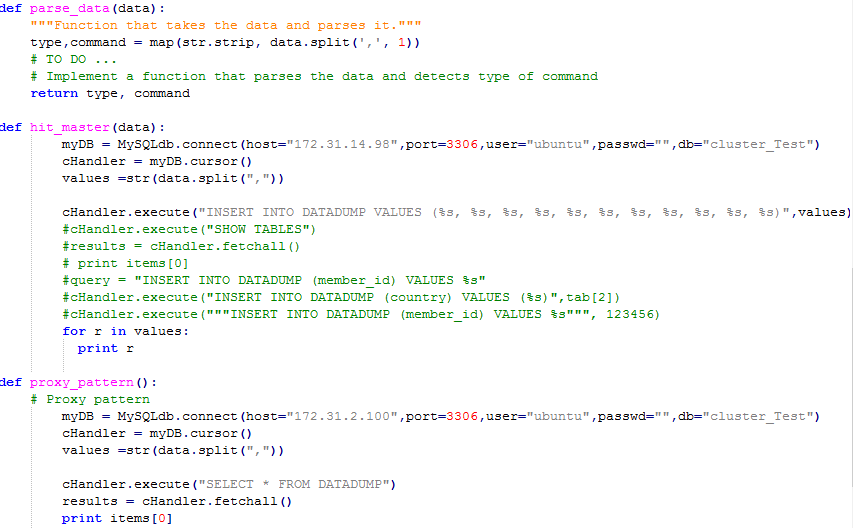 def parse_data(data):
    """Function that takes the data and parses it."""
    type,command = map(str.strip, data.split(',', 1))
    # TO DO ...
    # Implement a function that parses the data and detects type of command
    return type, command

def hit_master(data):
        myDB = MySQLdb.connect(host="172.31.14.98",port=3306,user="ubuntu",passwd="",db="cluster_Test")
        cHandler = myDB.cursor()
        values =str(data.split(","))

        cHandler.execute("INSERT INTO DATADUMP VALUES (%s, %s, %s, %s, %s, %s, %s, %s, %s, %s, %s)",values)
        #cHandler.execute("SHOW TABLES")
        #results = cHandler.fetchall()
        # print items[0]
        #query = "INSERT INTO DATADUMP (member_id) VALUES %s"
        #cHandler.execute("INSERT INTO DATADUMP (country) VALUES (%s)",tab[2])
        #cHandler.execute("""INSERT INTO DATADUMP (member_id) VALUES %s""", 123456)
        for r in values:
          print r

def proxy_pattern():
    # Proxy pattern
        myDB = MySQLdb.connect(host="172.31.2.100",port=3306,user="ubuntu",passwd="",db="cluster_Test")
        cHandler = myDB.cursor()
        values =str(data.split(","))

        cHandler.execute("SELECT * FROM DATADUMP")
        results = cHandler.fetchall()
        print items[0]